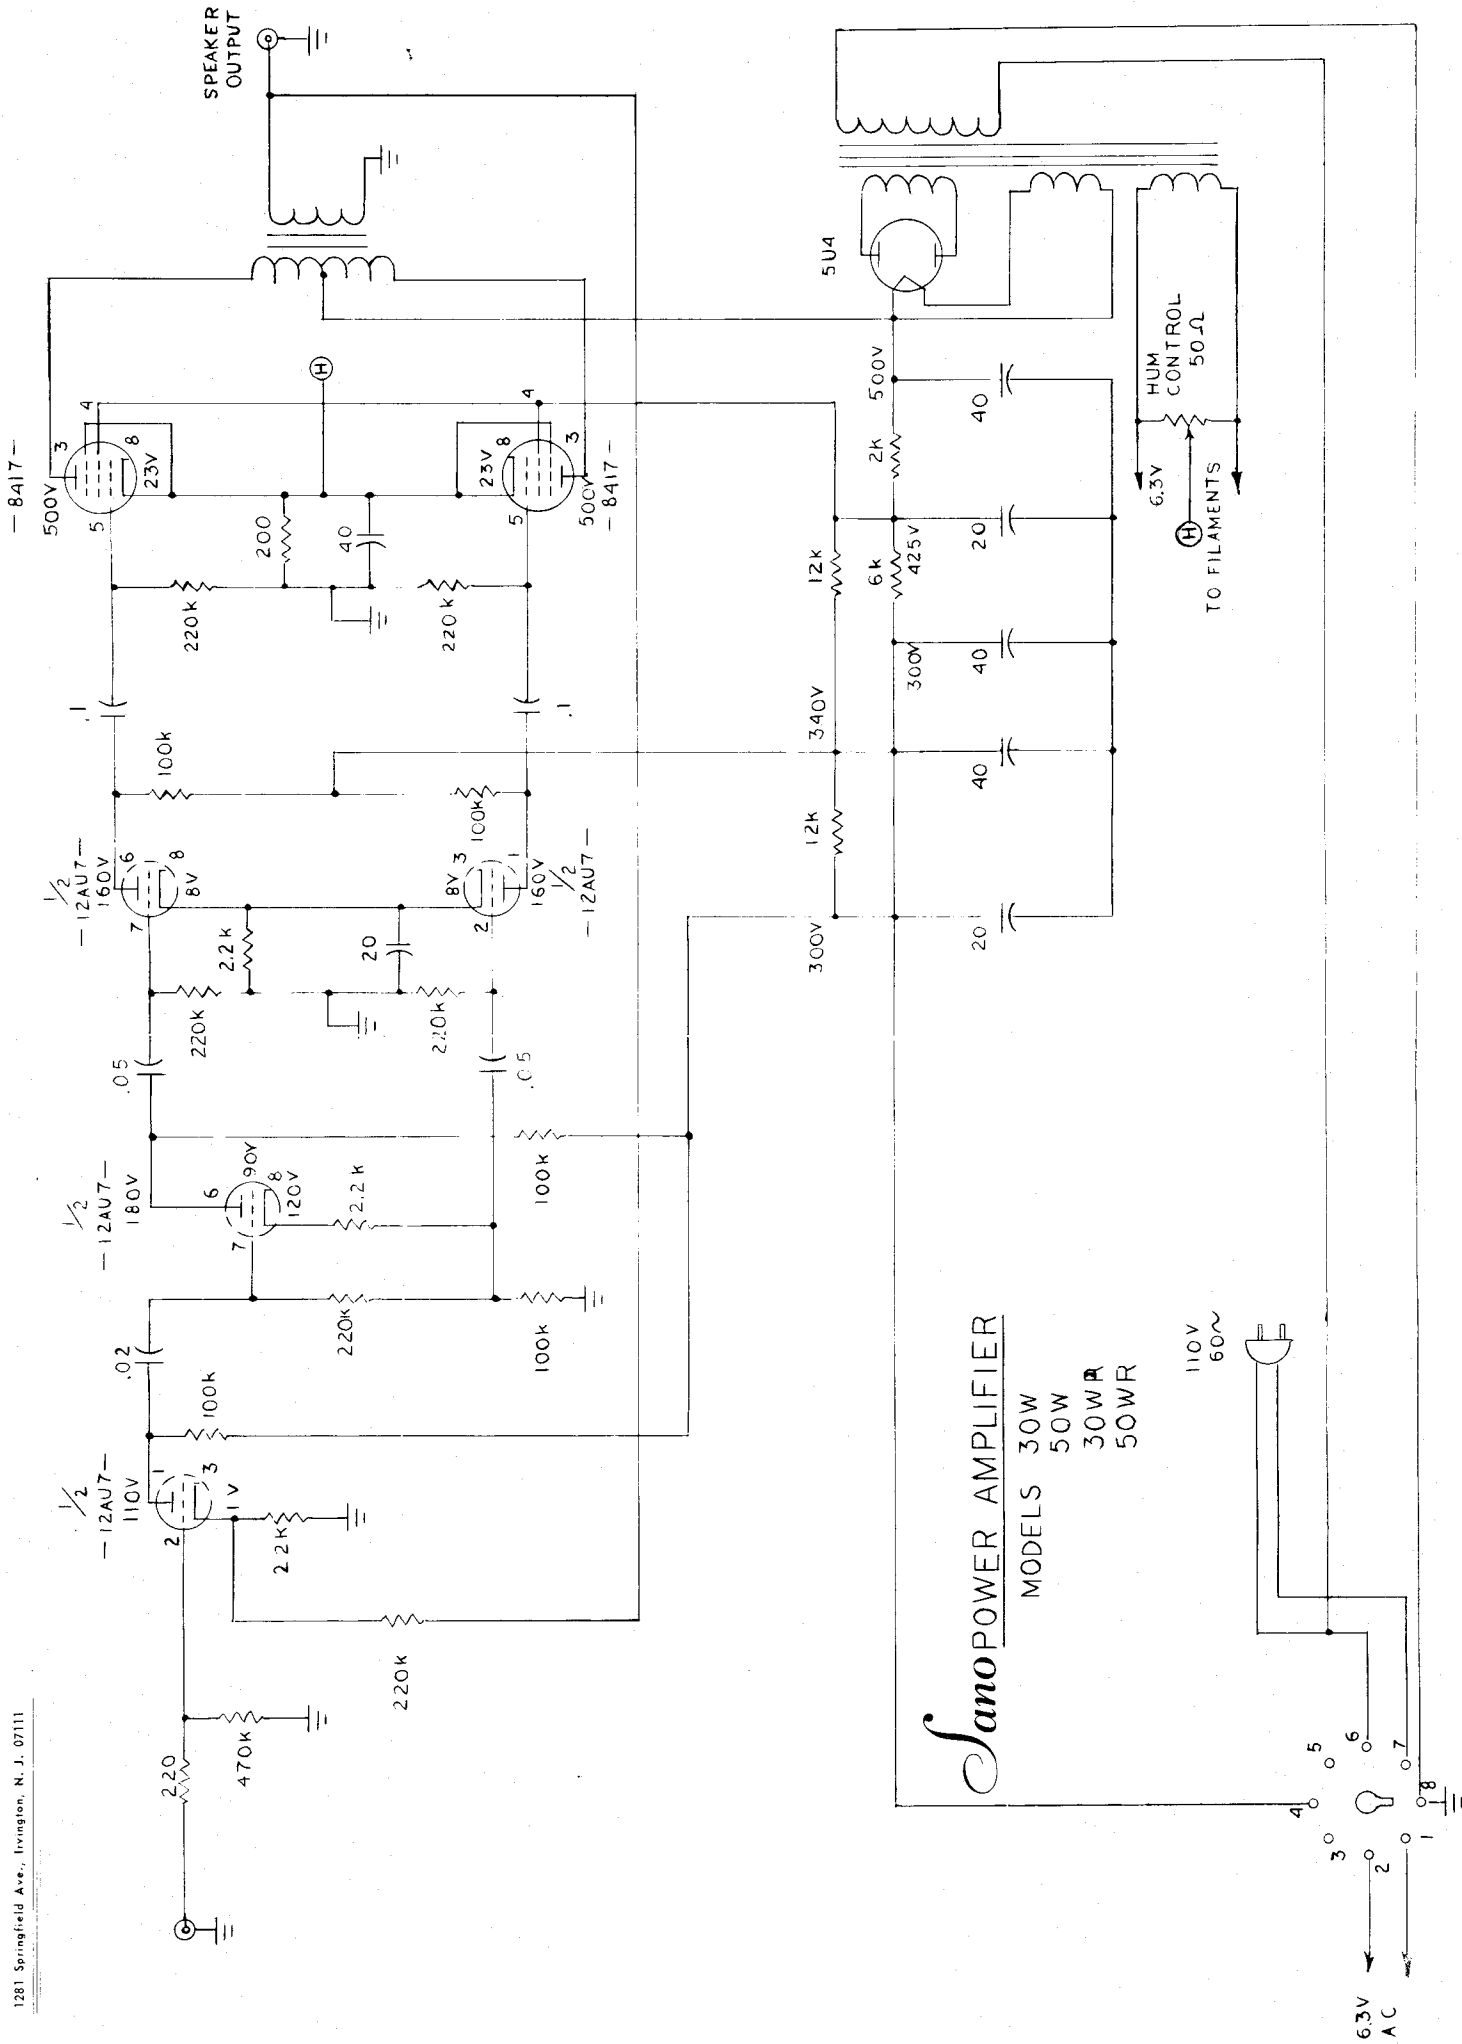 1281 Springfield Ave., Irvington, N. J. 07111
SPEAKER
OUTPUT
— 8417 —
500V
3
4
5
8
23V
H
200
40
220k
220k
23V
8
4
5
3
500V
— 8417 —
.1
.1
100k
100k
1/2
— 12AU7 —
160V
6
7
8
8V
2.2k
20
8V
3
2
1
160V
1/2
— 12AU7 —
220k
220k
.05
.05
1/2
— 12AU7 —
180V
6
90V
7
8
120V
2.2k
100k
.02
220k
100k
100k
1/2
— 12AU7 —
110V
1
2
3
1V
2.2K
220k
220
470k
5U4
500V
2k
40
12k
6k
425V
20
340V
300V
40
40
12k
300V
20
HUM
CONTROL
50Ω
6.3V
H
TO FILAMENTS
Sano POWER AMPLIFIER
MODELS 30W
50W
30WR
50WR
110V
60~
5
6
4
7
3
8
2
1
6.3V
AC